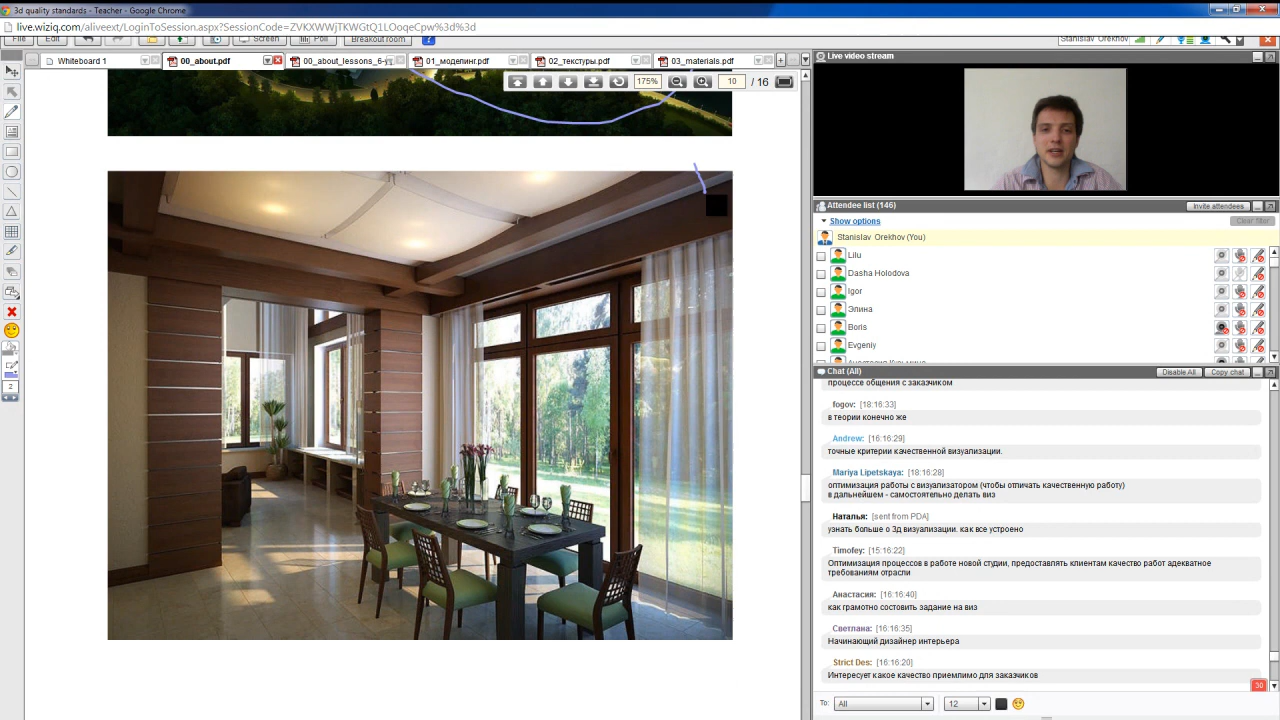 3d quality standards - Teacher - Google Chrome
live.wiziq.com/aliveext/LoginToSession.aspx?SessionCode=ZVKXWWjTKWGtQ1LOoqeCpw%3d%3d
File Edit Screen Poll Breakout room ? Stanislav Orekhov
Whiteboard 1 00_about.pdf 00_about_lessons_6- 01_моделинг.pdf 02_текстуры.pdf 03_materials.pdf
175% 10 / 16
2
Live video stream
Attendee list (146) Invite attendees
Show options Clear filter
Stanislav Orekhov (You)
Lilu
Dasha Holodova
Igor
Элина
Boris
Evgeniy
Chat (All) Disable All Copy chat
процессе общения с заказчиком
fogov: [18:16:33]
в теории конечно же
Andrew: [16:16:29]
точные критерии качественной визуализации.
Mariya Lipetskaya: [18:16:28]
оптимизация работы с визуализатором (чтобы отличать качественную работу)
в дальнейшем - самостоятельно делать виз
Наталья: [sent from PDA]
узнать больше о 3д визуализации. как все устроено
Timofey: [15:16:22]
Оптимизация процессов в работе новой студии, предоставлять клиентам качество работ адекватное
требованиям отрасли
Анастасия: [16:16:40]
как грамотно состовить задание на виз
Светлана: [16:16:35]
Начинающий дизайнер интерьера
Strict Des: [16:16:20]
Интересует какое качество приемлимо для заказчиков
30
To: All 12